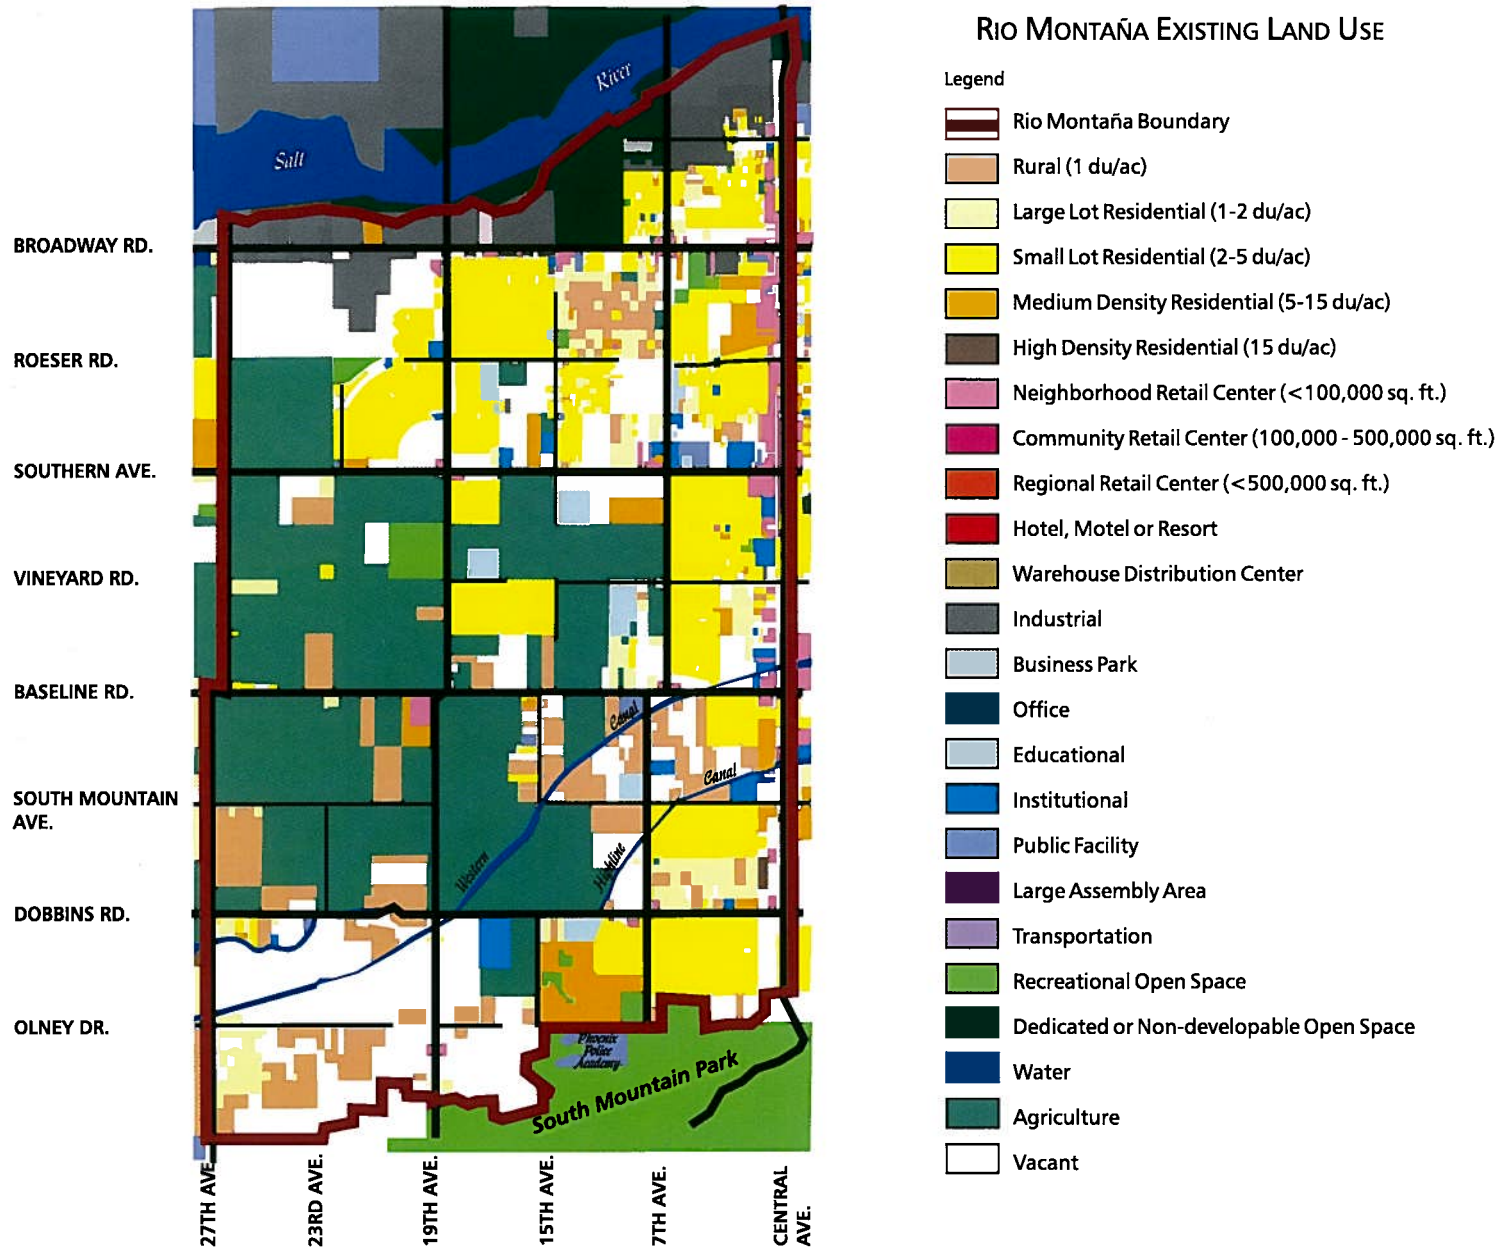 RIO MONTAÑA EXISTING LAND USE
Legend
Rio Montaña Boundary
Rural (1 du/ac)
Large Lot Residential (1-2 du/ac)
Small Lot Residential (2-5 du/ac)
Medium Density Residential (5-15 du/ac)
High Density Residential (15 du/ac)
Neighborhood Retail Center (<100,000 sq. ft.)
Community Retail Center (100,000 - 500,000 sq. ft.)
Regional Retail Center (<500,000 sq. ft.)
Hotel, Motel or Resort
Warehouse Distribution Center
Industrial
Business Park
Office
Educational
Institutional
Public Facility
Large Assembly Area
Transportation
Recreational Open Space
Dedicated or Non-developable Open Space
Water
Agriculture
Vacant
River
Salt
BROADWAY RD.
ROESER RD.
SOUTHERN AVE.
VINEYARD RD.
BASELINE RD.
Canal
Canal
SOUTH MOUNTAIN
AVE.
Western
Highline
DOBBINS RD.
OLNEY DR.
Phoenix
Police
Academy
South Mountain Park
27TH AVE.
23RD AVE.
19TH AVE.
15TH AVE.
7TH AVE.
CENTRAL
AVE.